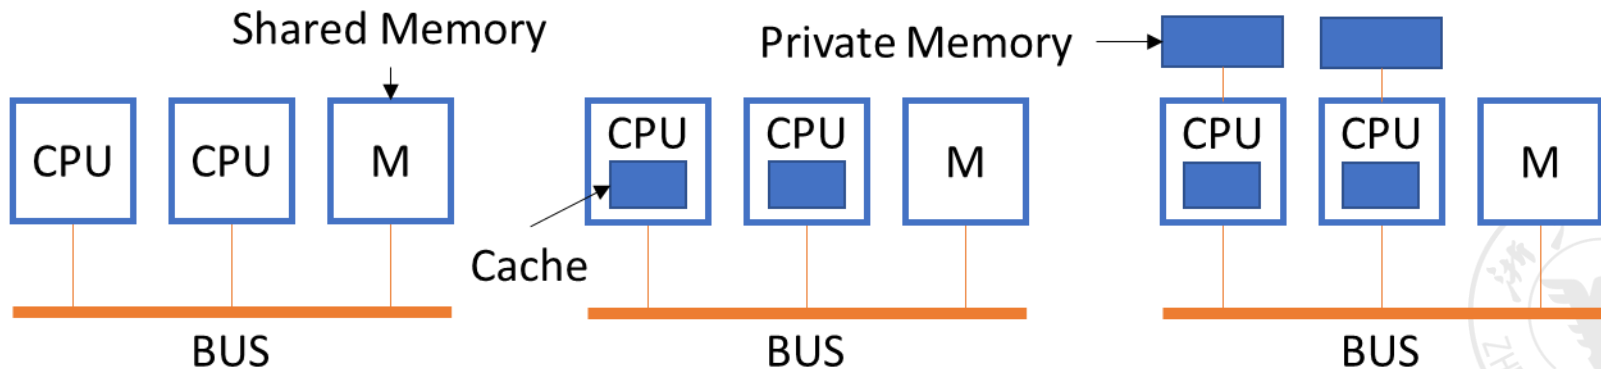 Shared Memory
CPU
CPU
M
BUS
Cache
CPU
CPU
M
BUS
Private Memory
CPU
CPU
M
BUS